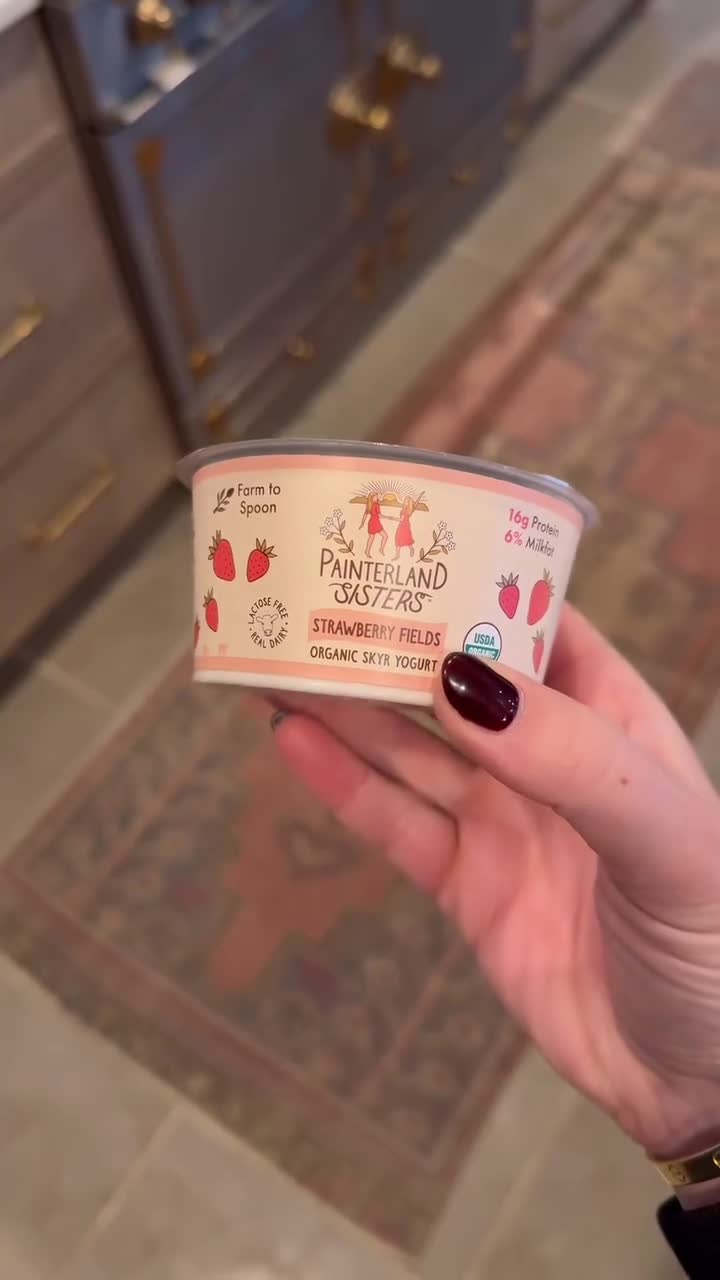 Farm to
Spoon
16g Protein
6% Milkfat
PAINTERLAND
SISTERS
LACTOSE FREE
REAL DAIRY
STRAWBERRY FIELDS
USDA
ORGANIC
ORGANIC SKYR YOGURT